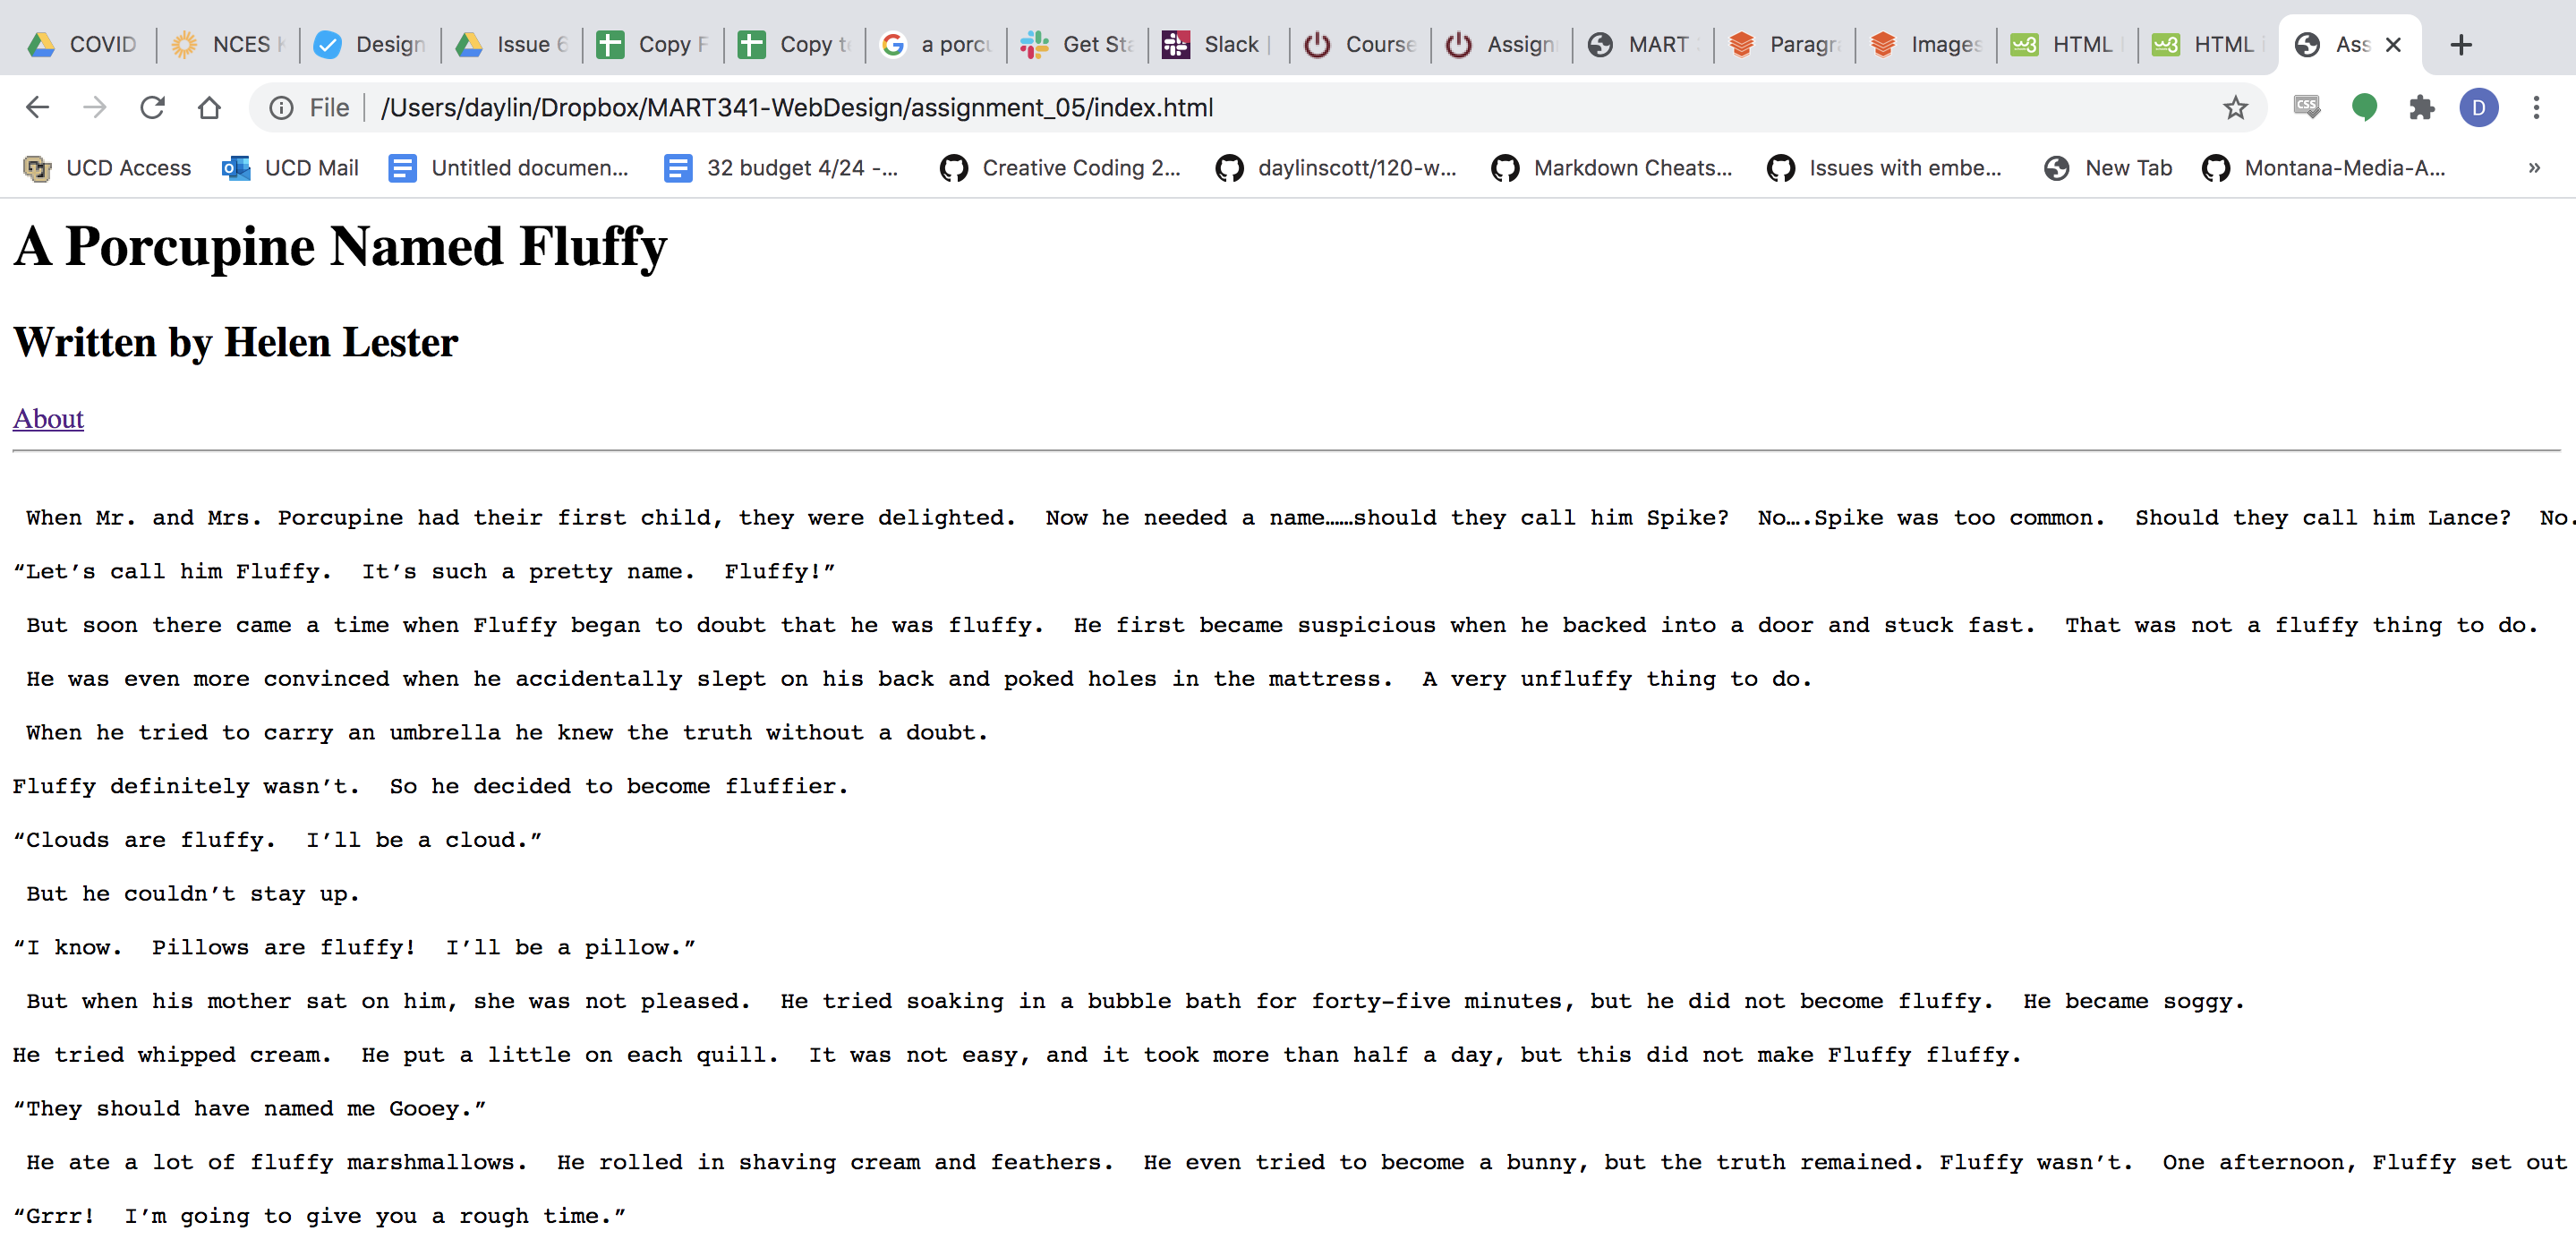 COVID NCES Design Issue 6 Copy F Copy to a porcu Get Sta Slack | Course Assign MART Paragra Images HTML HTML Ass
File /Users/daylin/Dropbox/MART341-WebDesign/assignment_05/index.html CSS D
UCD Access UCD Mail Untitled documen... 32 budget 4/24 -... Creative Coding 2... daylinscott/120-w... Markdown Cheats... Issues with embe... New Tab Montana-Media-A... »
A Porcupine Named Fluffy
Written by Helen Lester
About
When Mr. and Mrs. Porcupine had their first child, they were delighted.  Now he needed a name……should they call him Spike?  No….Spike was too common.  Should they call him Lance?  No.
“Let’s call him Fluffy.  It’s such a pretty name.  Fluffy!”
But soon there came a time when Fluffy began to doubt that he was fluffy.  He first became suspicious when he backed into a door and stuck fast.  That was not a fluffy thing to do.
He was even more convinced when he accidentally slept on his back and poked holes in the mattress.  A very unfluffy thing to do.
When he tried to carry an umbrella he knew the truth without a doubt.
Fluffy definitely wasn’t.  So he decided to become fluffier.
“Clouds are fluffy.  I’ll be a cloud.”
But he couldn’t stay up.
“I know.  Pillows are fluffy!  I’ll be a pillow.”
But when his mother sat on him, she was not pleased.  He tried soaking in a bubble bath for forty-five minutes, but he did not become fluffy.  He became soggy.
He tried whipped cream.  He put a little on each quill.  It was not easy, and it took more than half a day, but this did not make Fluffy fluffy.
“They should have named me Gooey.”
He ate a lot of fluffy marshmallows.  He rolled in shaving cream and feathers.  He even tried to become a bunny, but the truth remained. Fluffy wasn’t.  One afternoon, Fluffy set out
“Grrr!  I’m going to give you a rough time.”